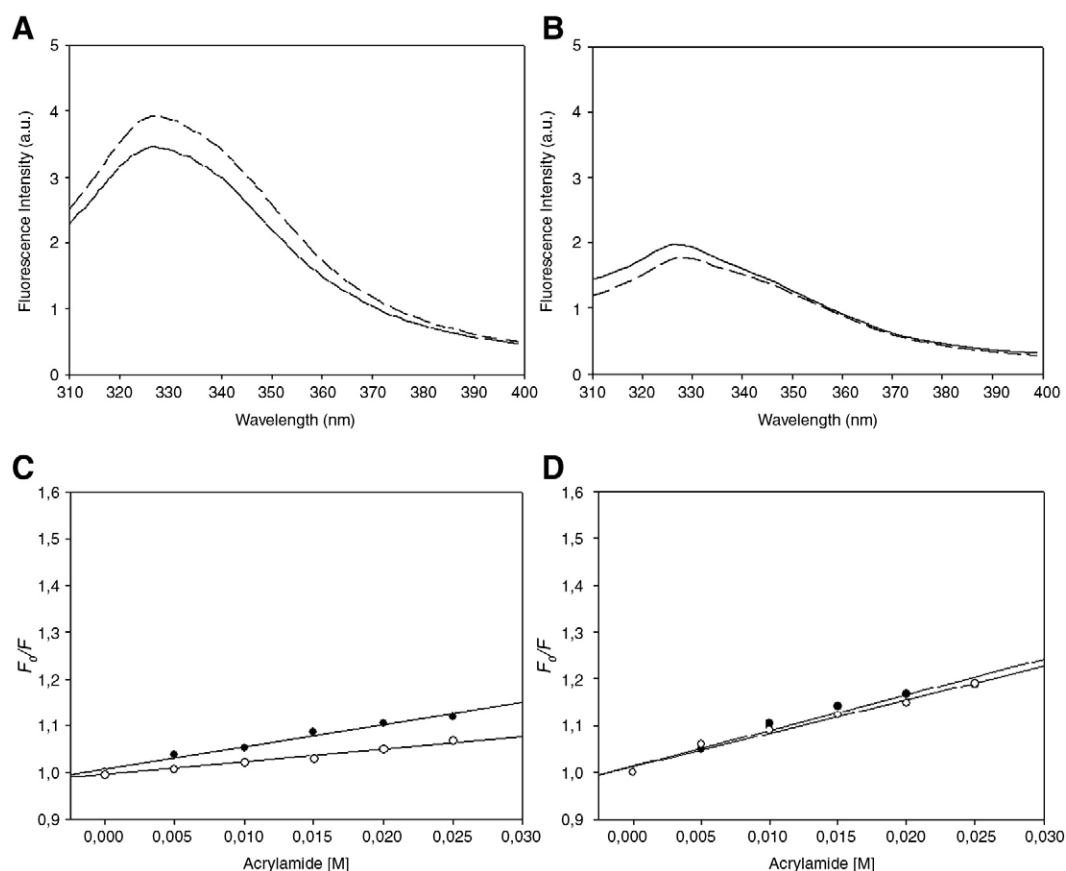 A
5
4
3
2
1
0
Fluorescence Intensity (a.u.)
310 320 330 340 350 360 370 380 390 400
Wavelength (nm)
B
5
4
3
2
1
0
Fluorescence Intensity (a.u.)
310 320 330 340 350 360 370 380 390 400
Wavelength (nm)
C
1,6
1,5
1,4
1,3
1,2
1,1
1,0
0,9
F0/F
0,000 0,005 0,010 0,015 0,020 0,025 0,030
Acrylamide [M]
D
1,6
1,5
1,4
1,3
1,2
1,1
1,0
0,9
F0/F
0,000 0,005 0,010 0,015 0,020 0,025 0,030
Acrylamide [M]